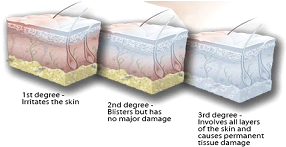 1st degree -
Irritates the skin
2nd degree -
Blisters but has
no major damage
3rd degree -
Involves all layers
of the skin and
causes permanent
tissue damage